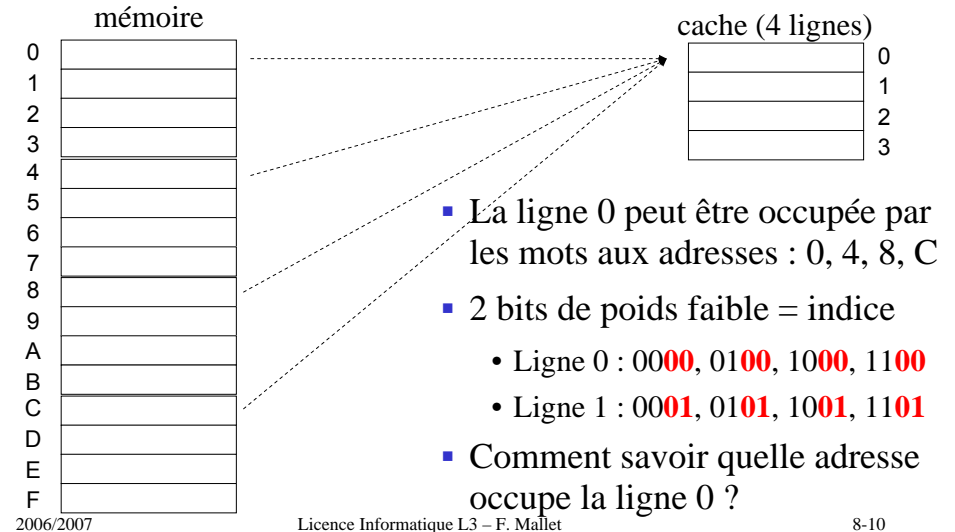 mémoire
0
1
2
3
4
5
6
7
8
9
A
B
C
D
E
F
cache (4 lignes)
0
1
2
3
La ligne 0 peut être occupée par
les mots aux adresses : 0, 4, 8, C
2 bits de poids faible = indice
• Ligne 0 : 0000, 0100, 1000, 1100
• Ligne 1 : 0001, 0101, 1001, 1101
Comment savoir quelle adresse
occupe la ligne 0 ?
2006/2007 Licence Informatique L3 – F. Mallet 8-10